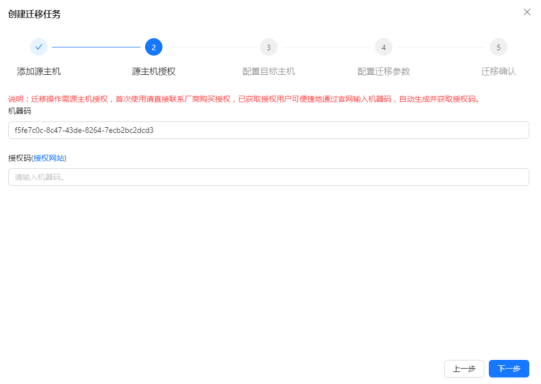 创建迁移任务
2
3
4
5
添加源主机
源主机授权
配置目标主机
配置迁移参数
迁移确认
说明：迁移操作需源主机授权，首次使用请直接联系厂商购买授权，已获取授权用户可便捷地通过官网输入机器码，自动生成并获取授权码。
机器码
f5fe7c0c-8c47-43de-8264-7ecb2bc2dcd3
授权码(授权网站)
请输入机器码。
上一步
下一步